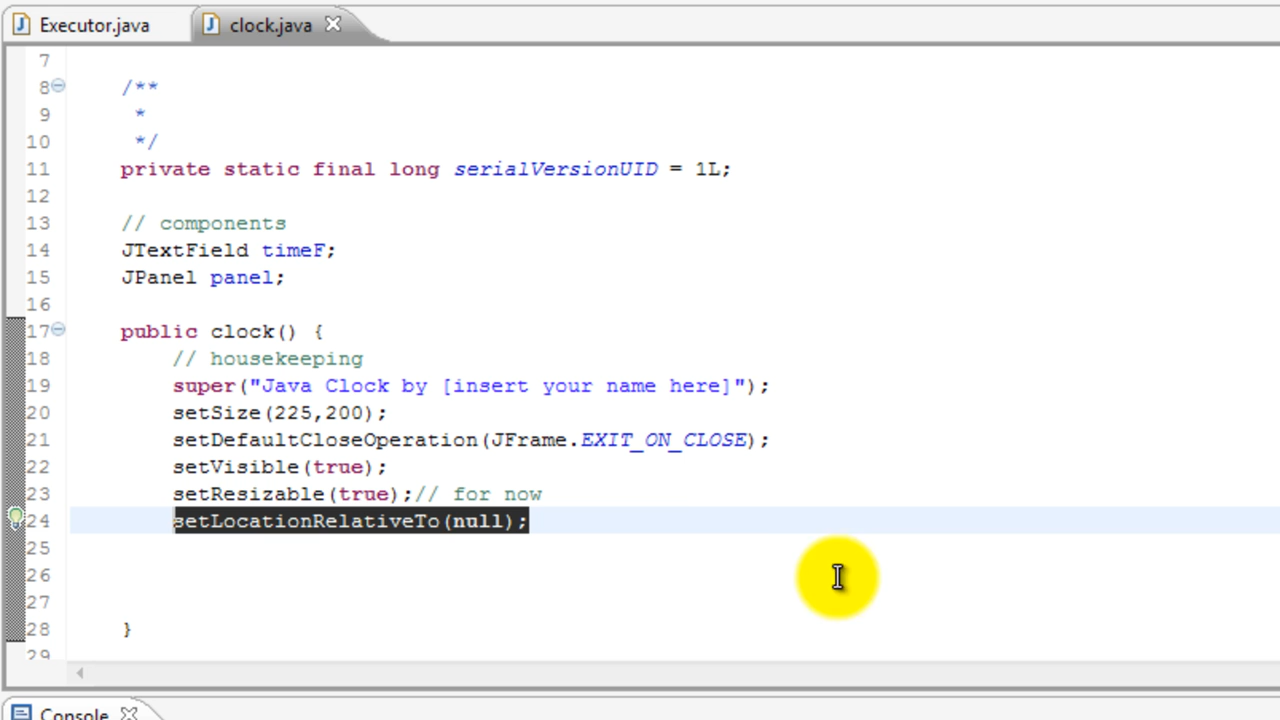 Executor.java clock.java
7
8 /**
9 *
10 */
11 private static final long serialVersionUID = 1L;
12
13 // components
14 JTextField timeF;
15 JPanel panel;
16
17 public clock() {
18 // housekeeping
19 super("Java Clock by [insert your name here]");
20 setSize(225,200);
21 setDefaultCloseOperation(JFrame.EXIT_ON_CLOSE);
22 setVisible(true);
23 setResizable(true);// for now
24 setLocationRelativeTo(null);
25
26
27
28 }
29
Console